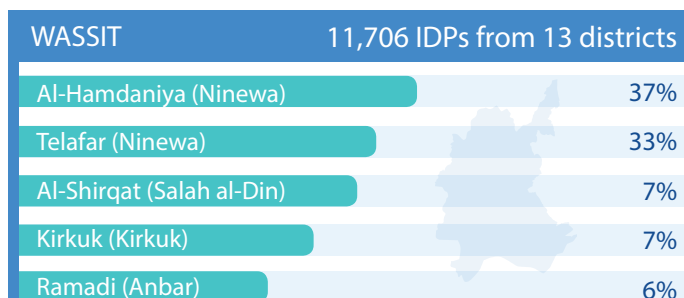 WASSIT 11,706 IDPs from 13 districts
Al-Hamdaniya (Ninewa) 37%
Telafar (Ninewa) 33%
Al-Shirqat (Salah al-Din) 7%
Kirkuk (Kirkuk) 7%
Ramadi (Anbar) 6%